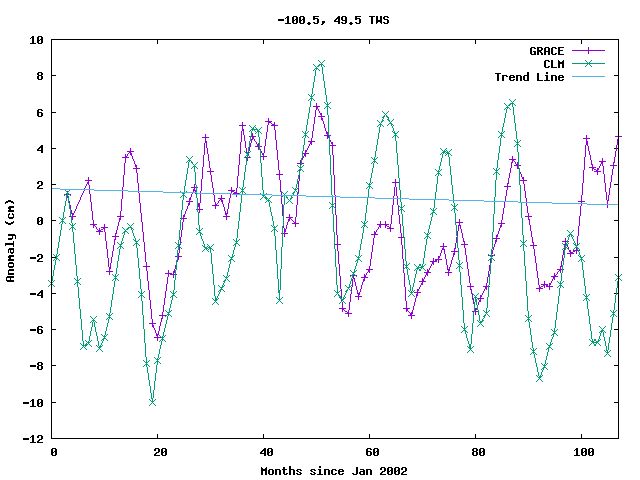 -100.5, 49.5 TWS
GRACE
CLM
Trend Line
10
8
6
4
2
0
-2
-4
-6
-8
-10
-12
Anomaly (cm)
0 20 40 60 80 100
Months since Jan 2002